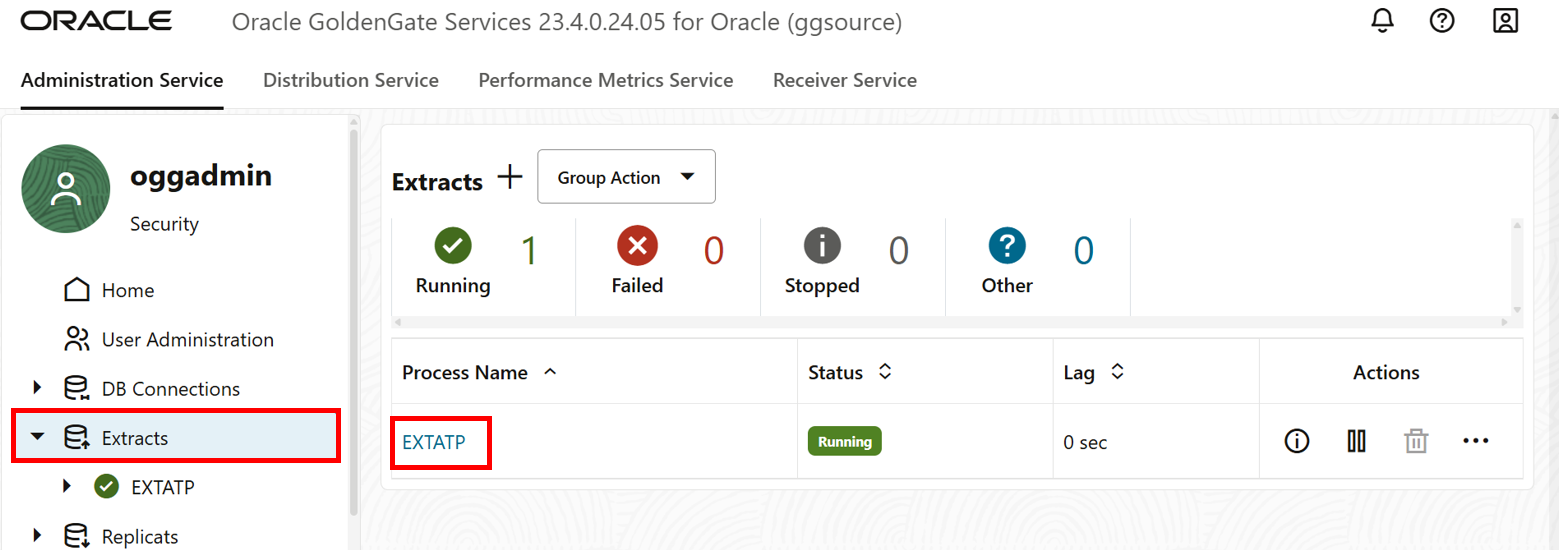 ORACLE Oracle GoldenGate Services 23.4.0.24.05 for Oracle (ggsource)
Administration Service Distribution Service Performance Metrics Service Receiver Service
oggadmin
Security
Home
User Administration
DB Connections
Extracts
EXTATP
Replicats
Extracts Group Action
1 0 0 0
Running Failed Stopped Other
Process Name Status Lag Actions
EXTATP Running 0 sec